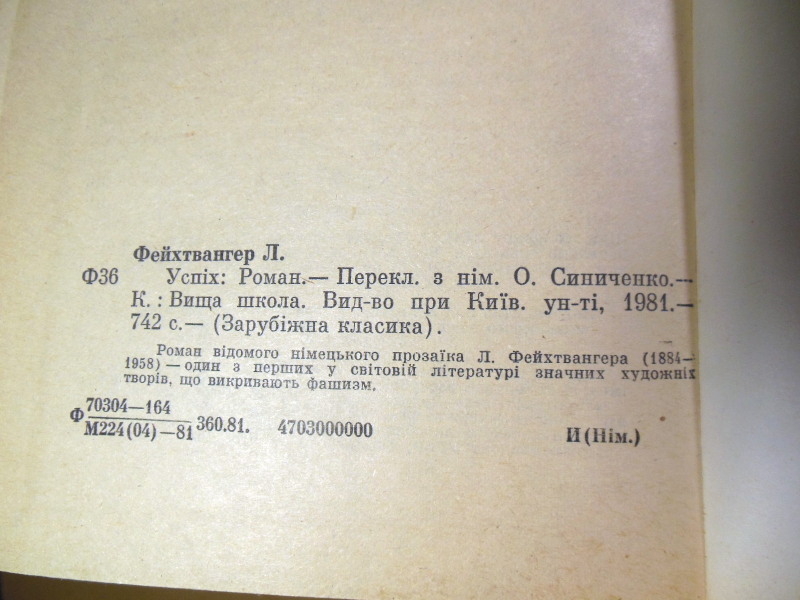 Фейхтвангер Л.
Ф36 Успіх: Роман.— Перекл. з нім. О. Синиченко.—
К.: Вища школа. Вид-во при Київ. ун-ті, 1981.—
742 с.— (Зарубіжна класика).
Роман відомого німецького прозаїка Л. Фейхтвангера (1884—
1958) — один з перших у світовій літературі значних художніх
творів, що викривають фашизм.
Ф 70304—164
М224(04)—81 360.81. 4703000000 И(Нім.)